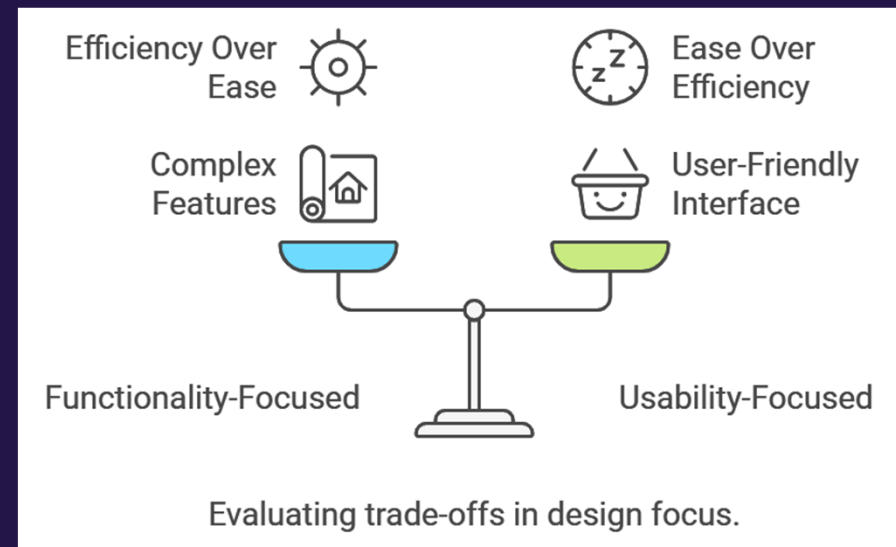 Efficiency Over
Ease
Ease Over
Efficiency
Complex
Features
User-Friendly
Interface
Functionality-Focused
Usability-Focused
Evaluating trade-offs in design focus.